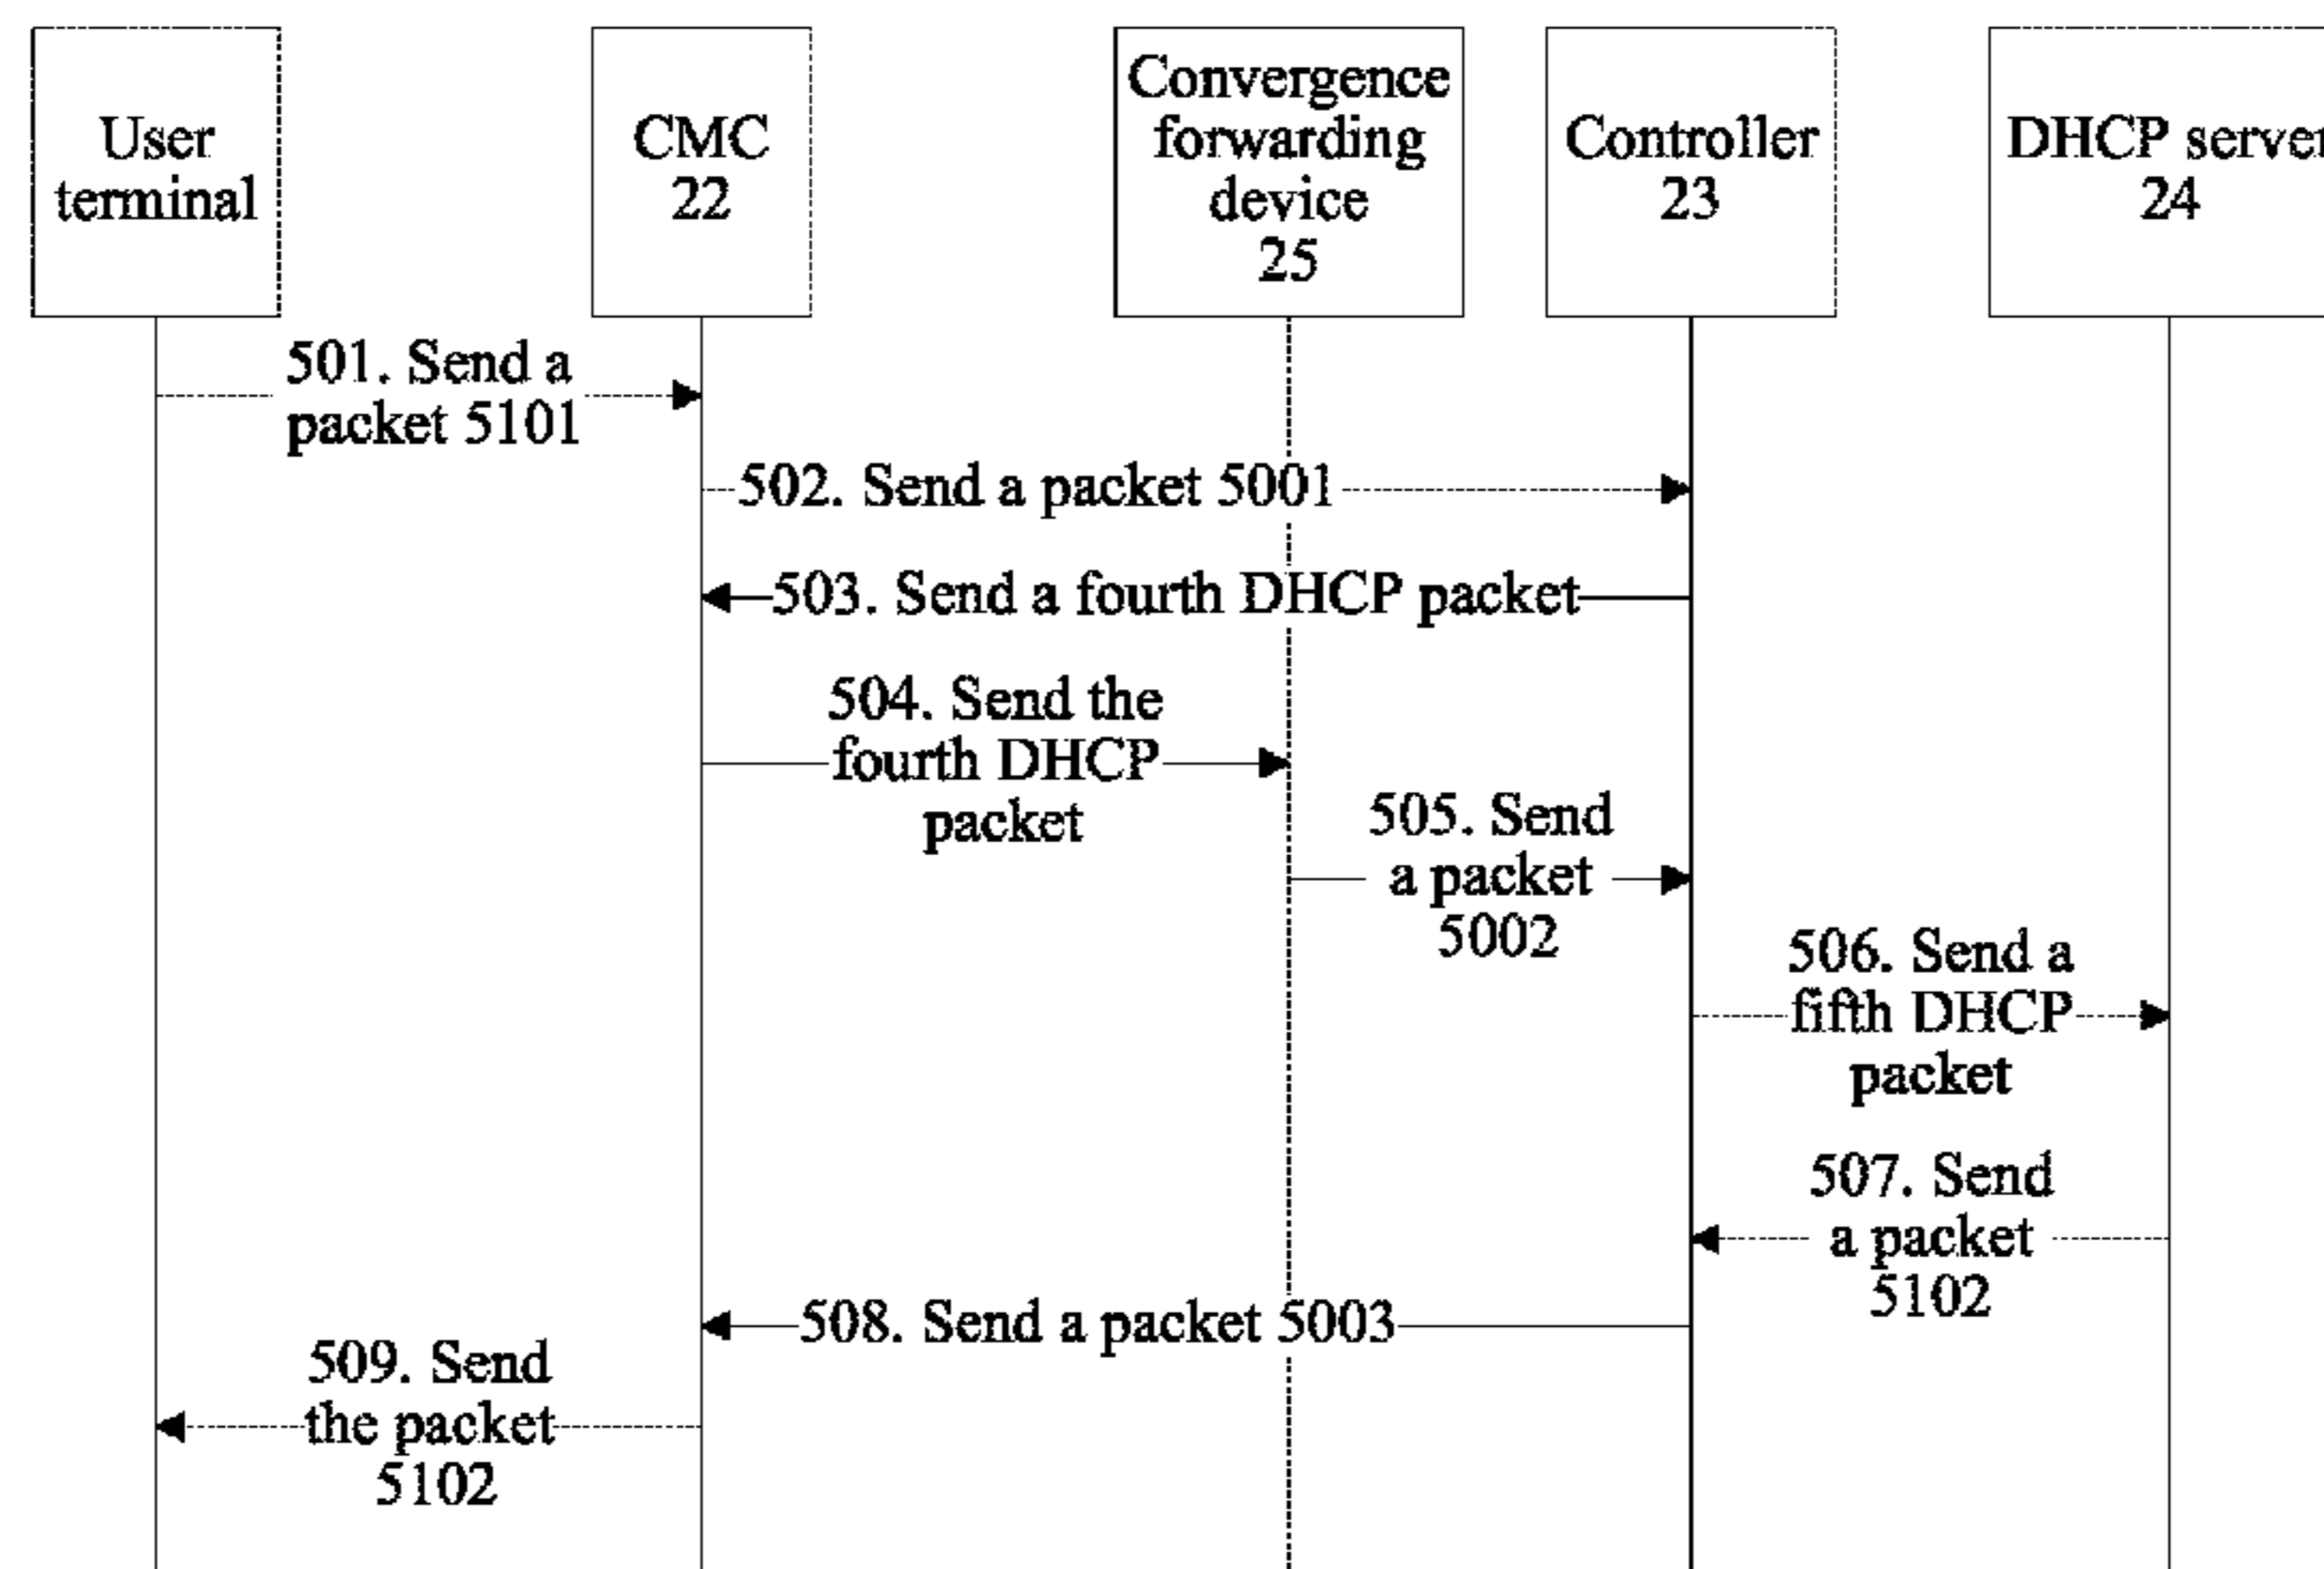 User
terminal
CMC
22
Convergence
forwarding
device
25
Controller
23
DHCP server
24
501. Send a
packet 5101
502. Send a packet 5001
503. Send a fourth DHCP packet
504. Send the
fourth DHCP
packet
505. Send
a packet
5002
506. Send a
fifth DHCP
packet
507. Send
a packet
5102
508. Send a packet 5003
509. Send
the packet
5102